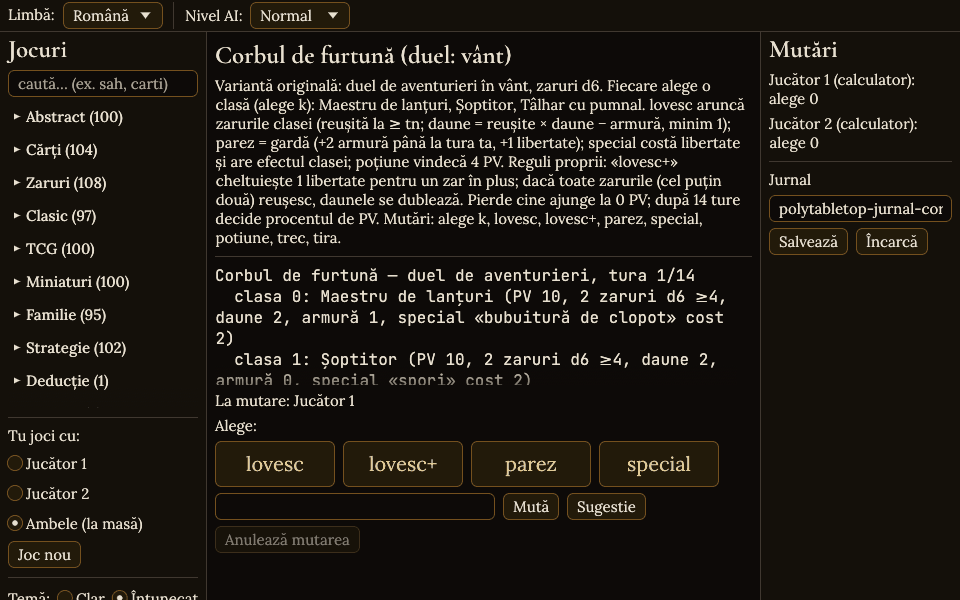 Limbă: Română ▼ Nivel AI: Normal ▼
Jocuri
caută... (ex. sah, carti)
▸ Abstract (100)
▸ Cărți (104)
▸ Zaruri (108)
▸ Clasic (97)
▸ TCG (100)
▸ Miniaturi (100)
▸ Familie (95)
▸ Strategie (102)
▸ Deducție (1)
Tu joci cu:
Jucător 1
Jucător 2
Ambele (la masă)
Joc nou
Temă: Clar Întunecat
Corbul de furtună (duel: vânt)
Variantă originală: duel de aventurieri în vânt, zaruri d6. Fiecare alege o
clasă (alege k): Maestru de lanțuri, Șoptitor, Tâlhar cu pumnal. lovesc aruncă
zarurile clasei (reușită la ≥ tn; daune = reușite × daune − armură, minim 1);
parez = gardă (+2 armură până la tura ta, +1 libertate); special costă libertate
și are efectul clasei; poțiune vindecă 4 PV. Reguli proprii: «lovesc+»
cheltuiește 1 libertate pentru un zar în plus; dacă toate zarurile (cel puțin
două) reușesc, daunele se dublează. Pierde cine ajunge la 0 PV; după 14 ture
decide procentul de PV. Mutări: alege k, lovesc, lovesc+, parez, special,
potiune, trec, tira.
Corbul de furtună — duel de aventurieri, tura 1/14
clasa 0: Maestru de lanțuri (PV 10, 2 zaruri d6 ≥4,
daune 2, armură 1, special «bubuitură de clopot» cost
2)
clasa 1: Șoptitor (PV 10, 2 zaruri d6 ≥4, daune 2,
armură 0, special «spori» cost 2)
La mutare: Jucător 1
Alege:
lovesc lovesc+ parez special
Mută Sugestie
Anulează mutarea
Mutări
Jucător 1 (calculator):
alege 0
Jucător 2 (calculator):
alege 0
Jurnal
polytabletop-jurnal-cor
Salvează Încarcă